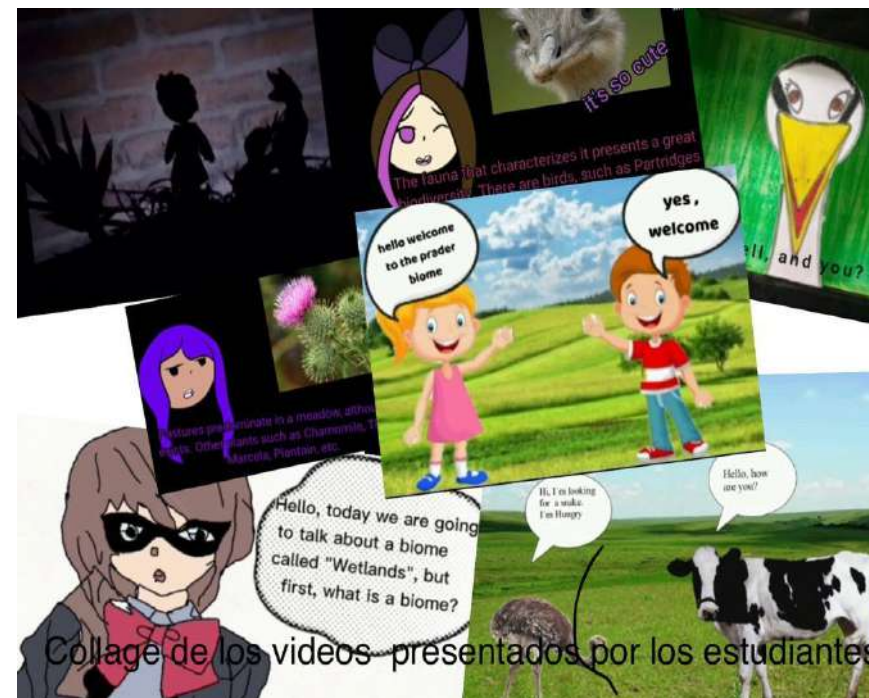 it's so cute
The fauna that characterizes it presents a great
biodiversity. There are birds, such as Partridges
ell, and you?
hello welcome
to the prader
biome
yes ,
welcome
astures predominate in a meadow, althou
Other ants such as Chamomile, T
Marcela, Plantain, etc.
Hello, today we are going
to talk about a biome
called "Wetlands", but
first, what is a biome?
Hi, I'm looking
for a snake.
I'm Hungry
Hello, how
are you?
Collage de los videos presentados por los estudiantes